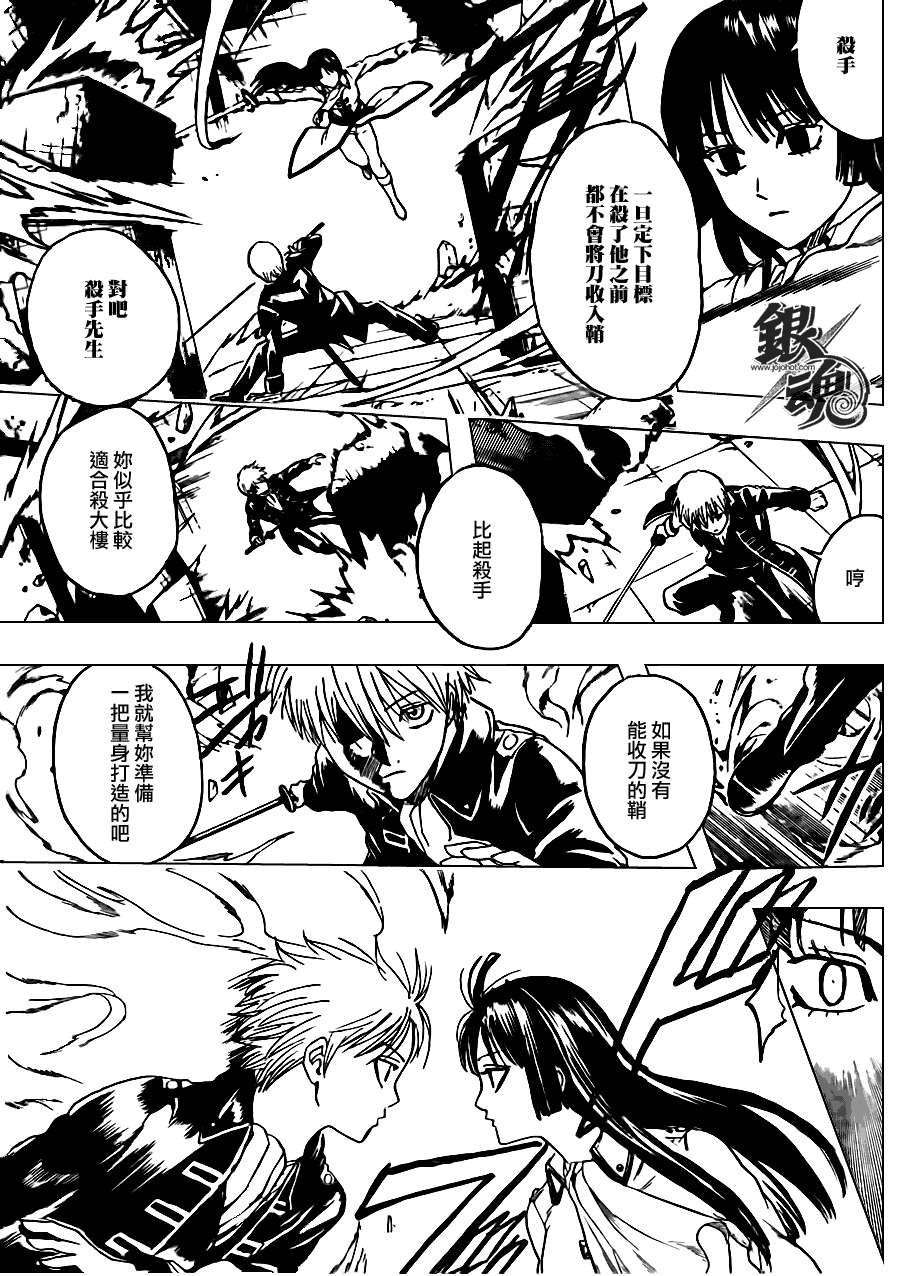 殺手
一旦定下目標
在殺了他之前
都不會將刀收入鞘
對吧
殺手先生
銀魂
www.jojohot.com
哼
比起殺手
妳似乎比較
適合殺大樓
如果沒有
能收刀的鞘
我就幫妳準備
一把量身打造的吧